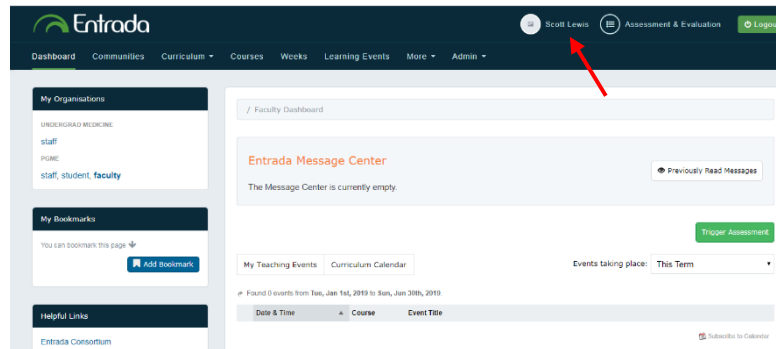 Entrada
Scott Lewis Assessment & Evaluation Logou
Dashboard Communities Curriculum Courses Weeks Learning Events More Admin
My Organisations
UNDERGRAD MEDICINE
staff
PGME
staff, student, faculty
My Bookmarks
You can bookmark this page
Add Bookmark
Helpful Links
Entrada Consortium
/ Faculty Dashboard
Entrada Message Center
Previously Read Messages
The Message Center is currently empty.
Trigger Assessment
My Teaching Events Curriculum Calendar
Events taking place: This Term
Found 0 events from Tue, Jan 1st, 2019 to Sun, Jun 30th, 2019.
Date & Time Course Event Title
Subscribe to Calendar